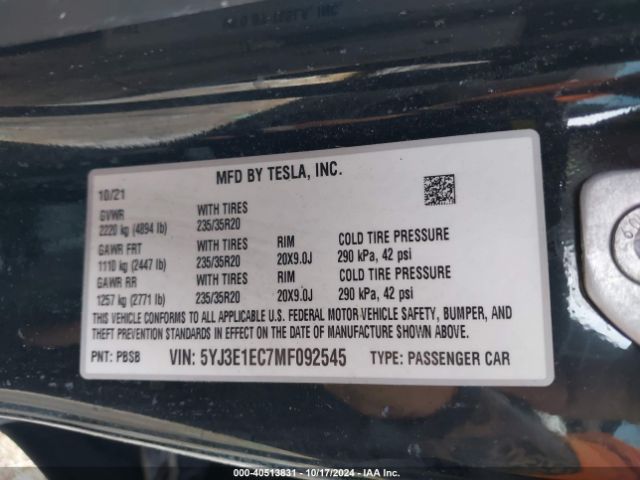 MFD BY TESLA, INC.
10/21
GVWR WITH TIRES
2220 kg (4894 lb) 235/35R20
GAWR FRT WITH TIRES RIM COLD TIRE PRESSURE
1110 kg (2447 lb) 235/35R20 20X9.0J 290 kPa, 42 psi
GAWR RR WITH TIRES RIM COLD TIRE PRESSURE
1257 kg (2771 lb) 235/35R20 20X9.0J 290 kPa, 42 psi
THIS VEHICLE CONFORMS TO ALL APPLICABLE U.S. FEDERAL MOTOR VEHICLE SAFETY, BUMPER, AND
THEFT PREVENTION STANDARDS IN EFFECT ON THE DATE OF MANUFACTURE SHOWN ABOVE.
PNT: PBSB VIN: 5YJ3E1EC7MF092545 TYPE: PASSENGER CAR
000-40513831 - 10/17/2024 - IAA Inc.